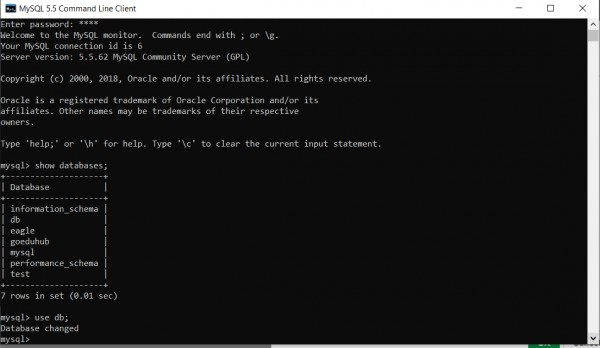 MySQL 5.5 Command Line Client
Enter password: ****
Welcome to the MySQL monitor.  Commands end with ; or \g.
Your MySQL connection id is 6
Server version: 5.5.62 MySQL Community Server (GPL)
Copyright (c) 2000, 2018, Oracle and/or its affiliates. All rights reserved.
Oracle is a registered trademark of Oracle Corporation and/or its
affiliates. Other names may be trademarks of their respective
owners.
Type 'help;' or '\h' for help. Type '\c' to clear the current input statement.
mysql> show databases;
+--------------------+
| Database           |
+--------------------+
| information_schema |
| db                 |
| eagle              |
| goeduhub           |
| mysql              |
| performance_schema |
| test               |
+--------------------+
7 rows in set (0.01 sec)
mysql> use db;
Database changed
mysql>